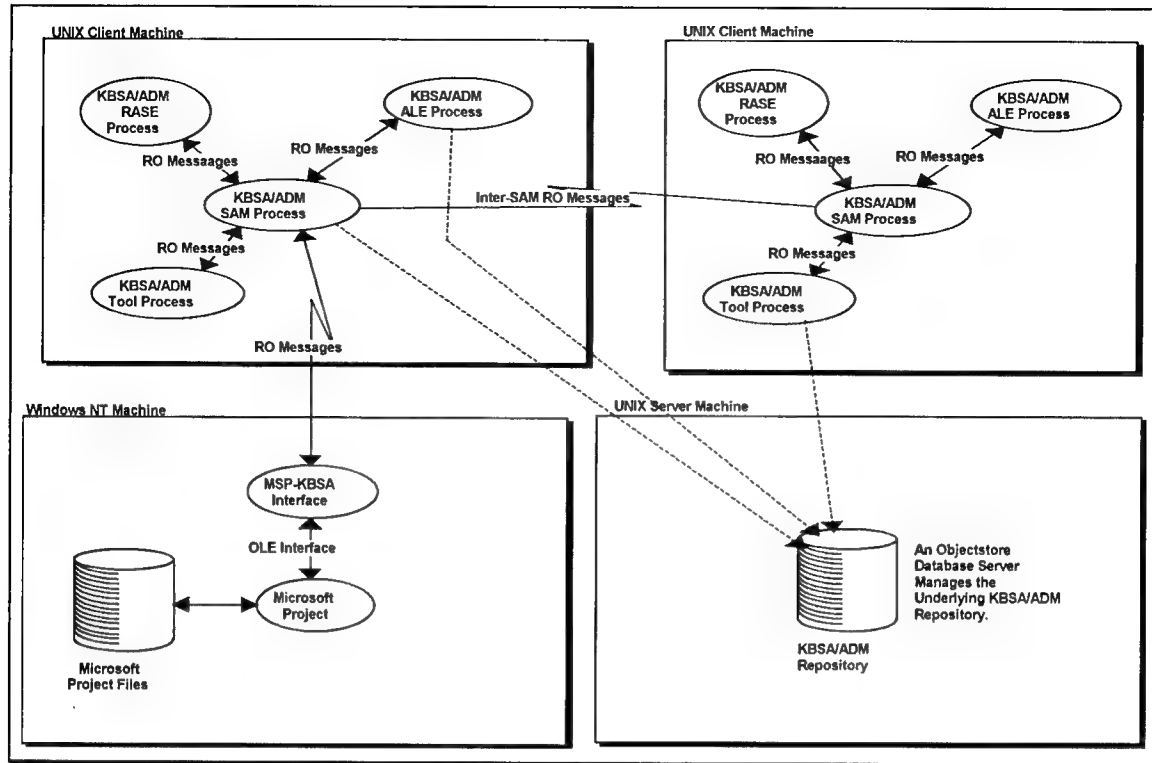 UNIX Client Machine
KBSA/ADM
RASE
Process
KBSA/ADM
ALE Process
RO Messaages
RO Messages
KBSA/ADM
SAM Process
RO Messages
KBSA/ADM
Tool Process
RO Messages
Inter-SAM RO Messages
UNIX Client Machine
KBSA/ADM
RASE
Process
KBSA/ADM
ALE Process
RO Messaages
RO Messages
KBSA/ADM
SAM Process
RO Messages
KBSA/ADM
Tool Process
Windows NT Machine
MSP-KBSA
Interface
OLE Interface
Microsoft
Project
Microsoft
Project Files
UNIX Server Machine
An Objectstore
Database Server
Manages the
Underlying KBSA/ADM
Repository.
KBSA/ADM
Repository